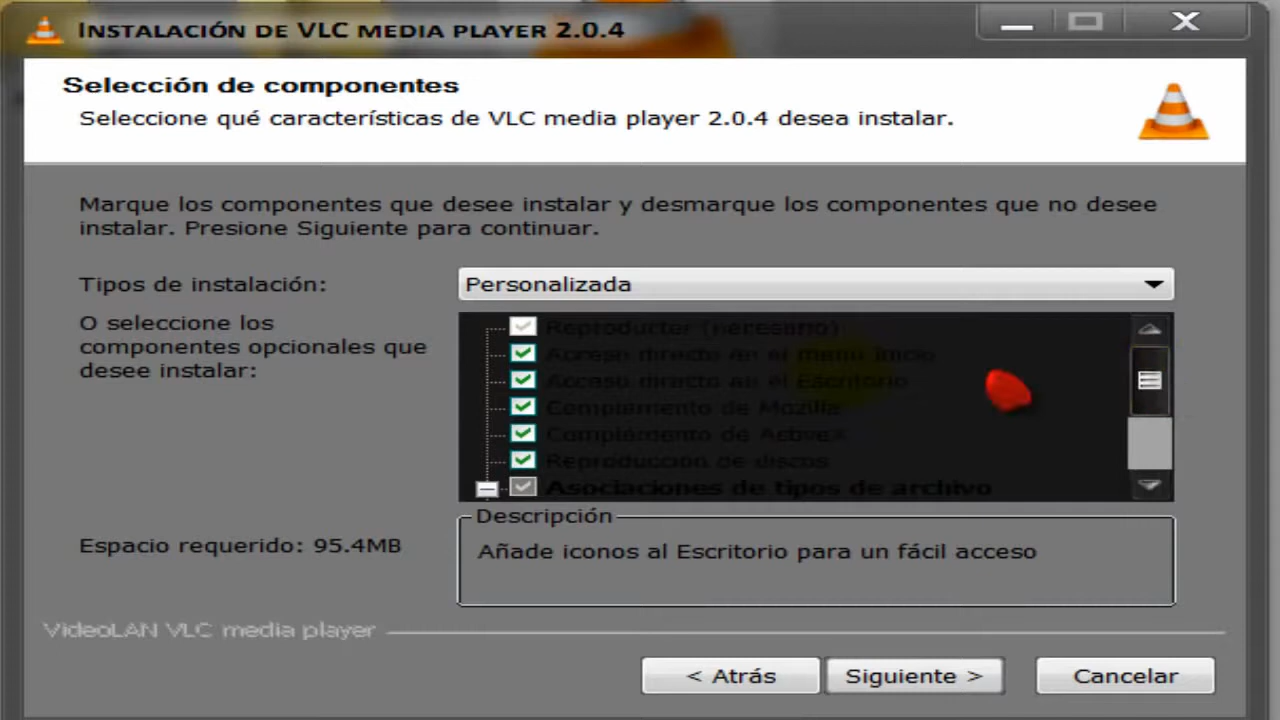 INSTALACIÓN DE VLC MEDIA PLAYER 2.0.4
Selección de componentes
Seleccione qué características de VLC media player 2.0.4 desea instalar.
Marque los componentes que desee instalar y desmarque los componentes que no desee
instalar. Presione Siguiente para continuar.
Tipos de instalación:
Personalizada
O seleccione los
componentes opcionales que
desee instalar:
Reproductor (necesario)
Acceso directo en el menú Inicio
Acceso directo en el Escritorio
Complemento de Mozilla
Complemento de ActiveX
Reproducción de discos
Asociaciones de tipos de archivo
Descripción
Añade iconos al Escritorio para un fácil acceso
Espacio requerido: 95.4MB
VideoLAN VLC media player
< Atrás
Siguiente >
Cancelar